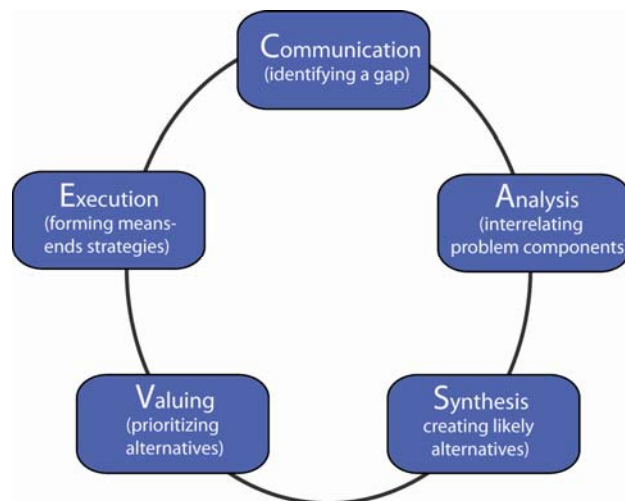 Communication
(identifying a gap)
Analysis
(interrelating
problem components
Synthesis
creating likely
alternatives)
Valuing
(prioritizing
alternatives)
Execution
(forming means-
ends strategies)